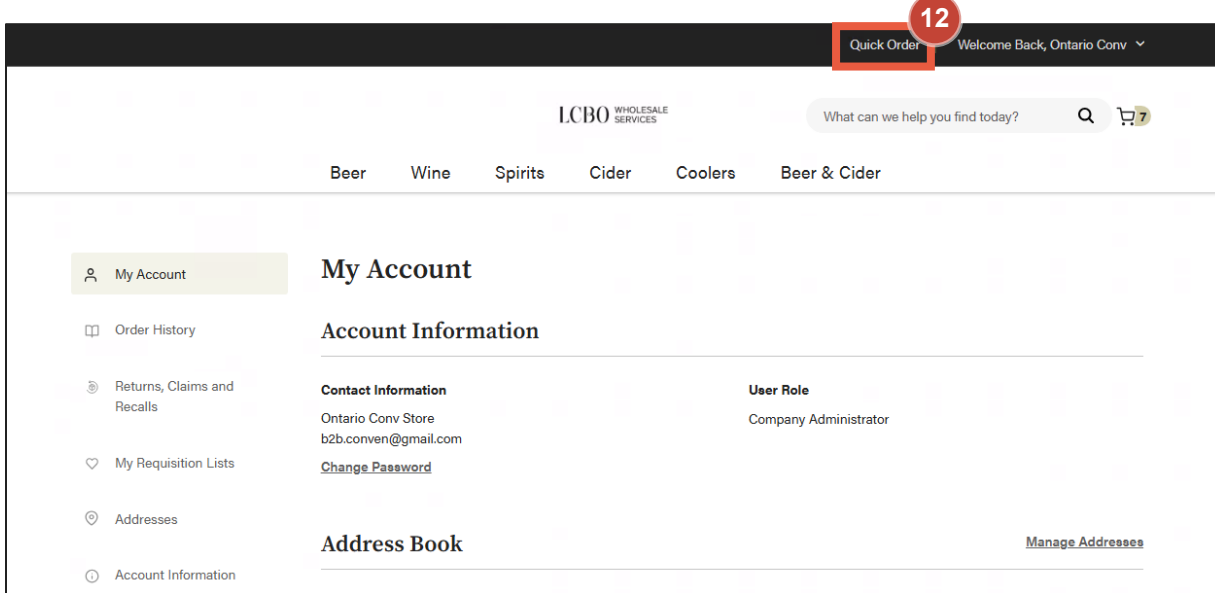 12
Quick Order
Welcome Back, Ontario Conv
LCBO WHOLESALE SERVICES
What can we help you find today?
7
Beer Wine Spirits Cider Coolers Beer & Cider
My Account
Order History
Returns, Claims and
Recalls
My Requisition Lists
Addresses
Account Information
My Account
Account Information
Contact Information
Ontario Conv Store
b2b.conven@gmail.com
Change Password
User Role
Company Administrator
Address Book
Manage Addresses